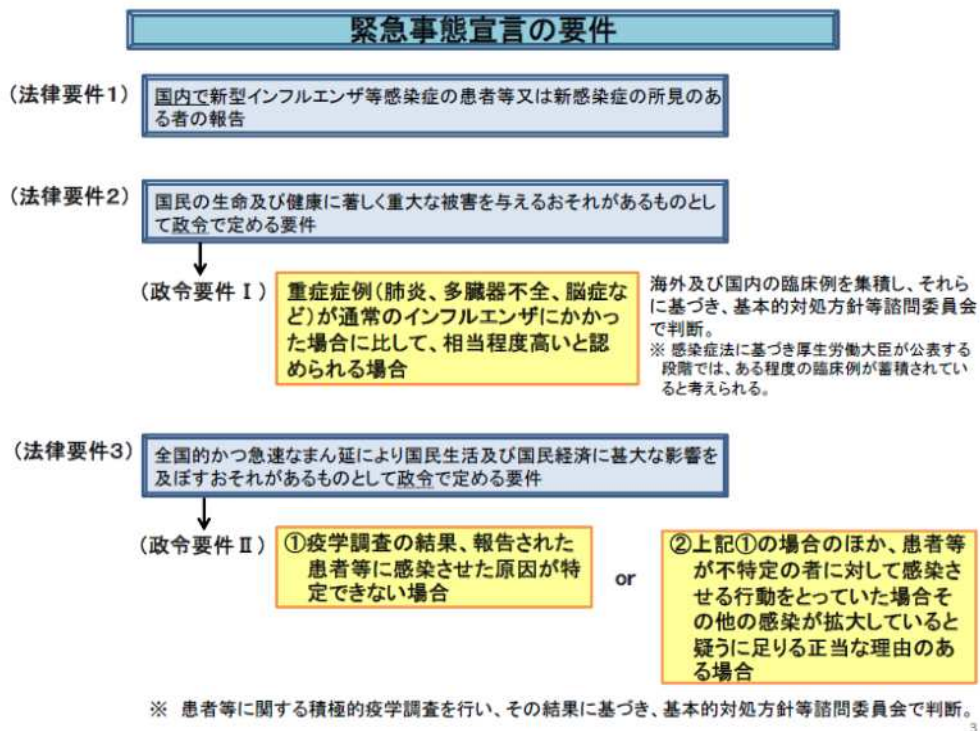 緊急事態宣言の要件
(法律要件1)
国内で新型インフルエンザ等感染症の患者等又は新感染症の所見のあ
る者の報告
(法律要件2)
国民の生命及び健康に著しく重大な被害を与えるおそれがあるものとし
て政令で定める要件
(政令要件Ⅰ)
重症症例(肺炎、多臓器不全、脳症な
ど)が通常のインフルエンザにかかっ
た場合に比して、相当程度高いと認
められる場合
海外及び国内の臨床例を集積し、それら
に基づき、基本的対処方針等諮問委員会
で判断。
※ 感染症法に基づき厚生労働大臣が公表する
段階では、ある程度の臨床例が蓄積されてい
ると考えられる。
(法律要件3)
全国的かつ急速なまん延により国民生活及び国民経済に甚大な影響を
及ぼすおそれがあるものとして政令で定める要件
(政令要件Ⅱ)
①疫学調査の結果、報告された
患者等に感染させた原因が特
定できない場合
or
②上記①の場合のほか、患者等
が不特定の者に対して感染さ
せる行動をとっていた場合そ
の他の感染が拡大していると
疑うに足りる正当な理由のあ
る場合
※ 患者等に関する積極的疫学調査を行い、その結果に基づき、基本的対処方針等諮問委員会で判断。
3